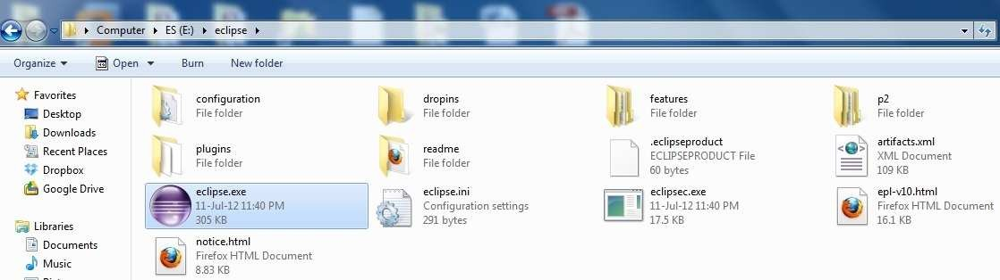 Computer ES (E:) eclipse
Organize Open Burn New folder
Favorites
Desktop
Downloads
Recent Places
Dropbox
Google Drive
Libraries
Documents
Music
configuration
File folder
dropins
File folder
features
File folder
p2
File folder
plugins
File folder
readme
File folder
.eclipseproduct
ECLIPSEPRODUCT File
60 bytes
artifacts.xml
XML Document
109 KB
eclipse.exe
11-Jul-12 11:40 PM
305 KB
eclipse.ini
Configuration settings
291 bytes
eclipsec.exe
11-Jul-12 11:40 PM
17.5 KB
epl-v10.html
Firefox HTML Document
16.1 KB
notice.html
Firefox HTML Document
8.83 KB